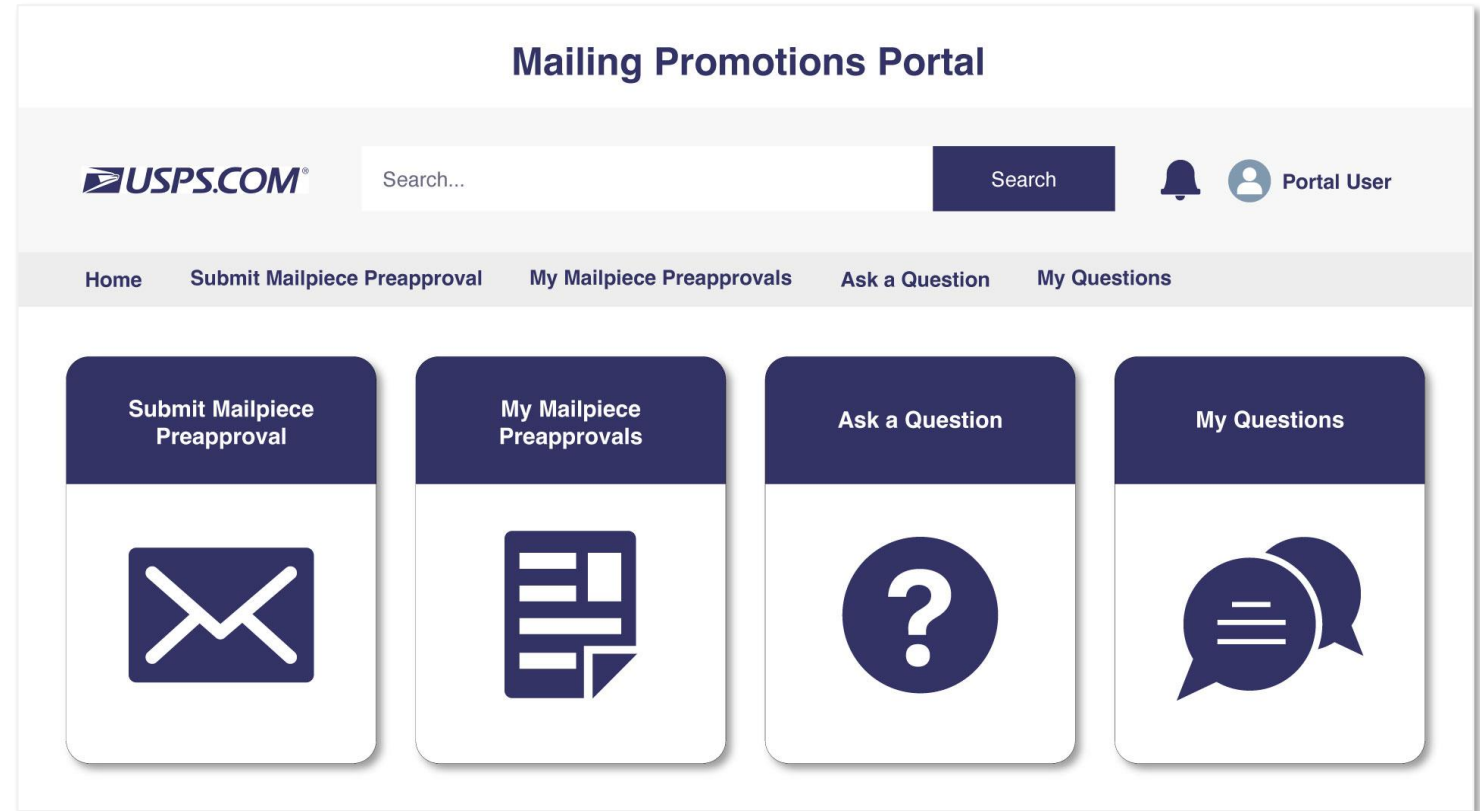 Mailing Promotions Portal
USPS.COM®
Search...
Search
Portal User
Home
Submit Mailpiece Preapproval
My Mailpiece Preapprovals
Ask a Question
My Questions
Submit Mailpiece
Preapproval
My Mailpiece
Preapprovals
Ask a Question
My Questions
?